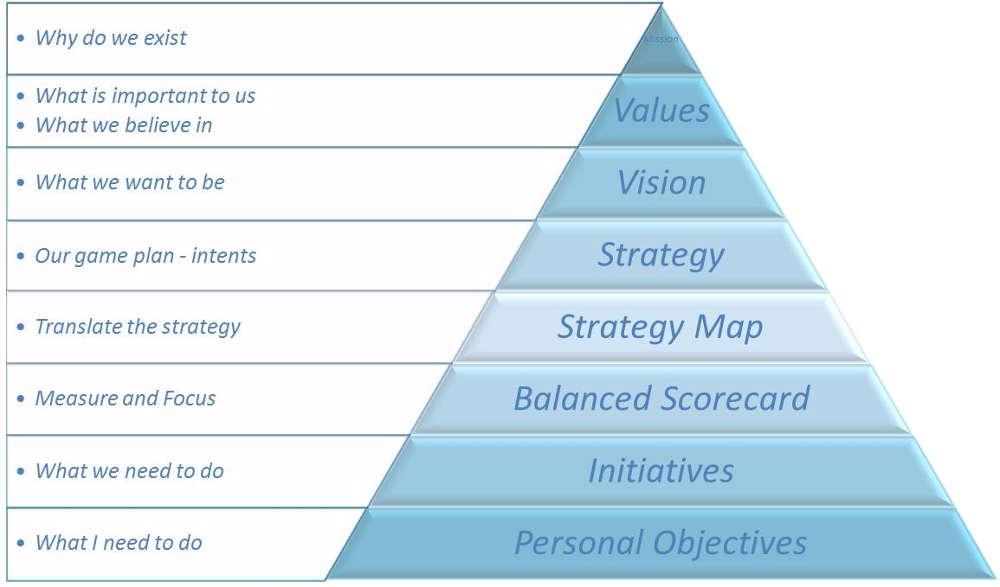 • Why do we exist
Mission
• What is important to us
• What we believe in
Values
• What we want to be
Vision
• Our game plan - intents
Strategy
• Translate the strategy
Strategy Map
• Measure and Focus
Balanced Scorecard
• What we need to do
Initiatives
• What I need to do
Personal Objectives